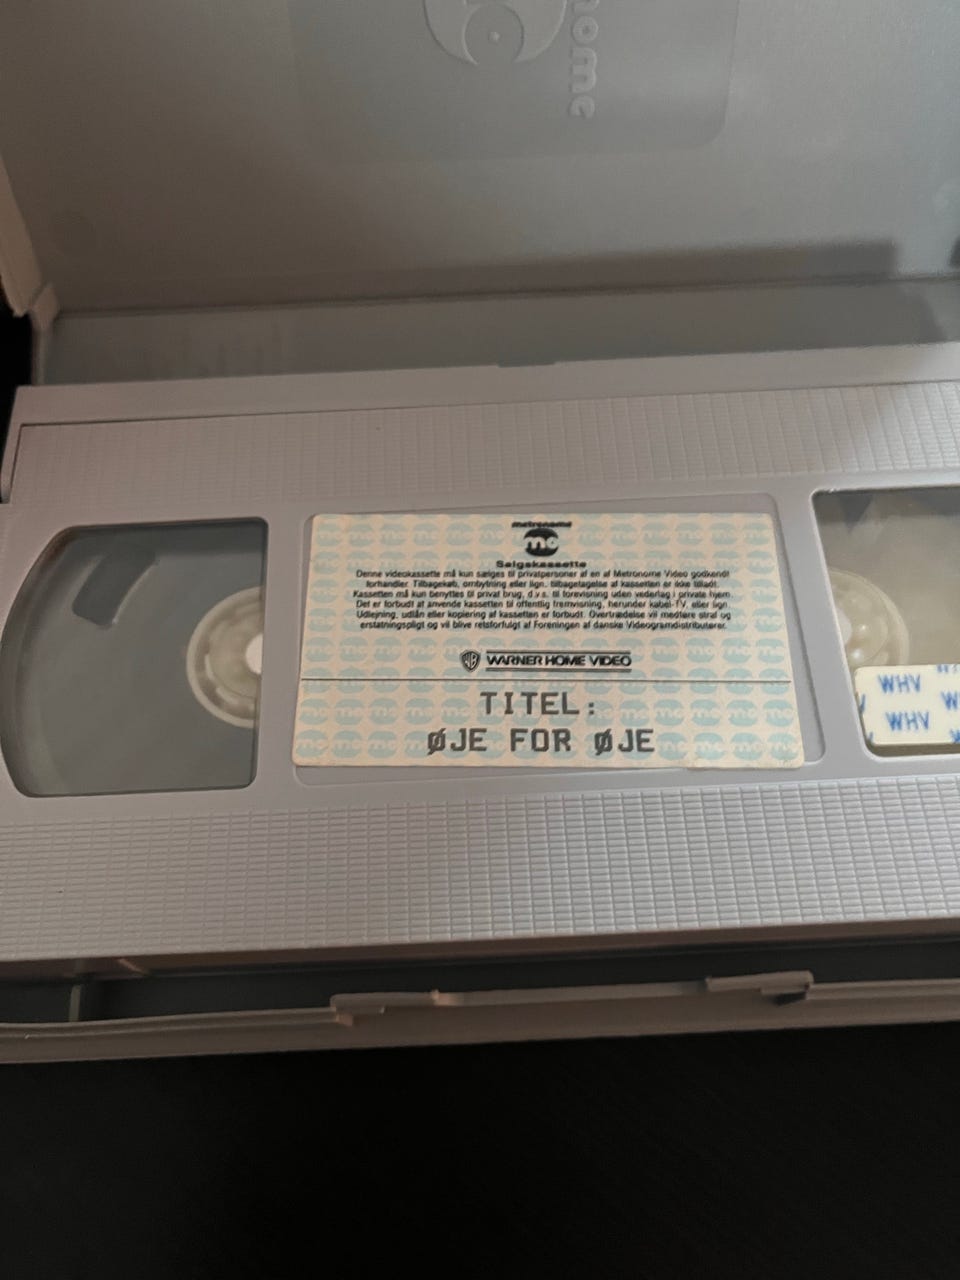 metronome
mo
Salgskassette
Denne videokassette må kun sælges til privatpersoner af en af Metronome Video godkendt
forhandler. Tilbagekøb, ombytning eller lign. tilbagetagelse af kassetten er ikke tilladt.
Kassetten må kun benyttes til privat brug, d.v.s. til forevisning uden vederlag i private hjem.
Det er forbudt at anvende kassetten til offentlig fremvisning, herunder kabel-TV, eller lign.
Udlejning, udlån eller kopiering af kassetten er forbudt. Overtrædelse vil medføre straf og
erstatningspligt og vil blive retsforfulgt af Foreningen af danske Videogramdistributører.
WB WARNER HOME VIDEO
TITEL:
ØJE FOR ØJE
WHV
WHV